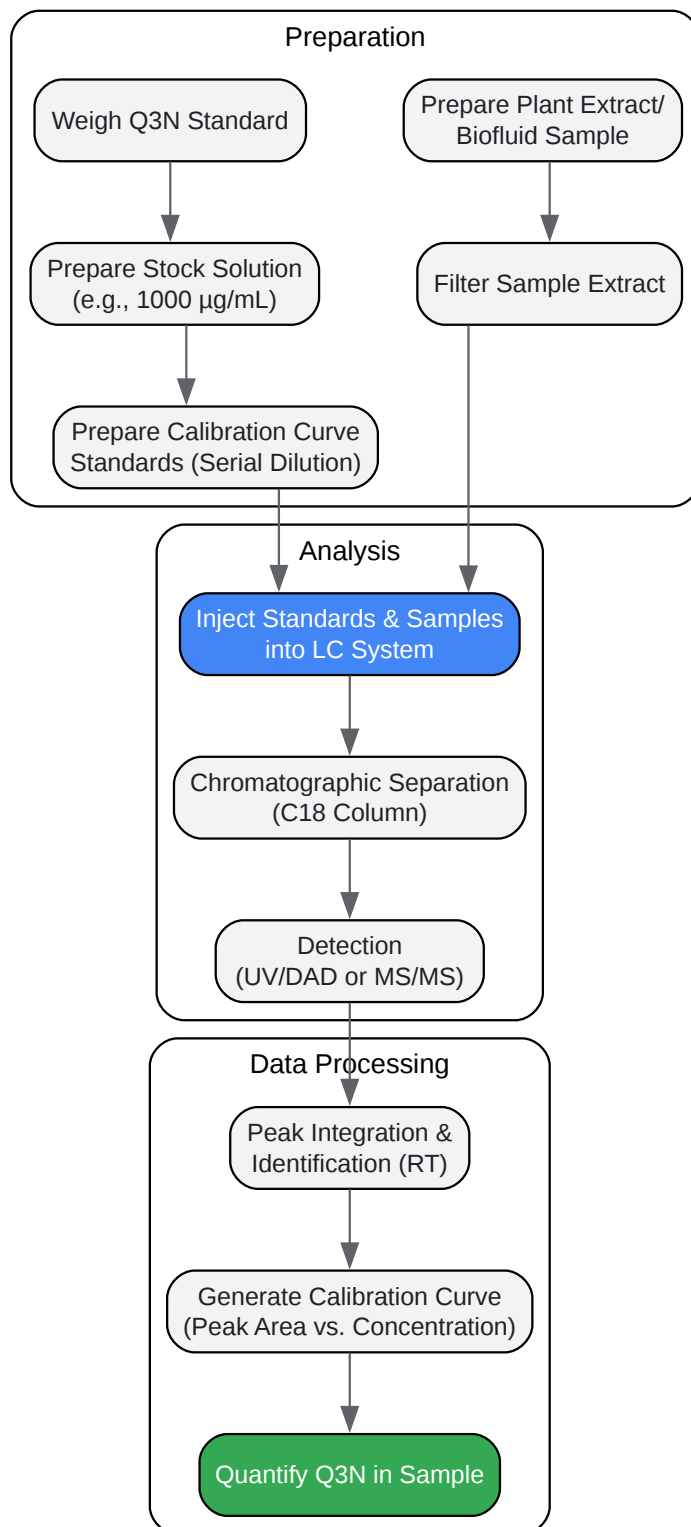 Preparation
Weigh Q3N Standard
Prepare Plant Extract/
Biofluid Sample
Prepare Stock Solution
(e.g., 1000 µg/mL)
Filter Sample Extract
Prepare Calibration Curve
Standards (Serial Dilution)
Analysis
Inject Standards & Samples
into LC System
Chromatographic Separation
(C18 Column)
Detection
(UV/DAD or MS/MS)
Data Processing
Peak Integration &
Identification (RT)
Generate Calibration Curve
(Peak Area vs. Concentration)
Quantify Q3N in Sample